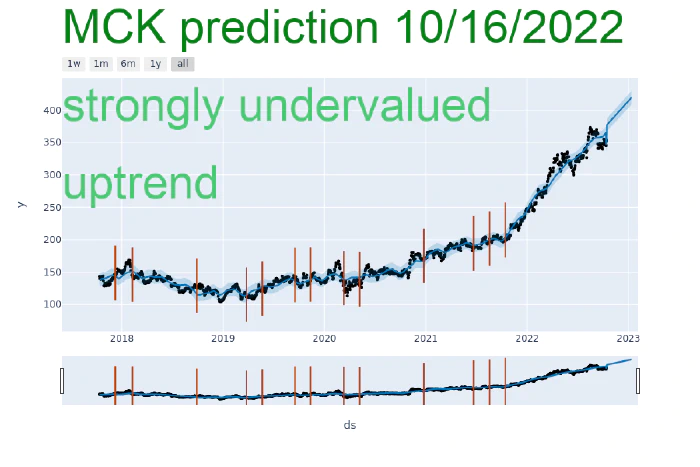 MCK prediction 10/16/2022
1w 1m 6m 1y all
strongly undervalued
uptrend
400
350
300
250
200
150
100
y
2018 2019 2020 2021 2022 2023
ds